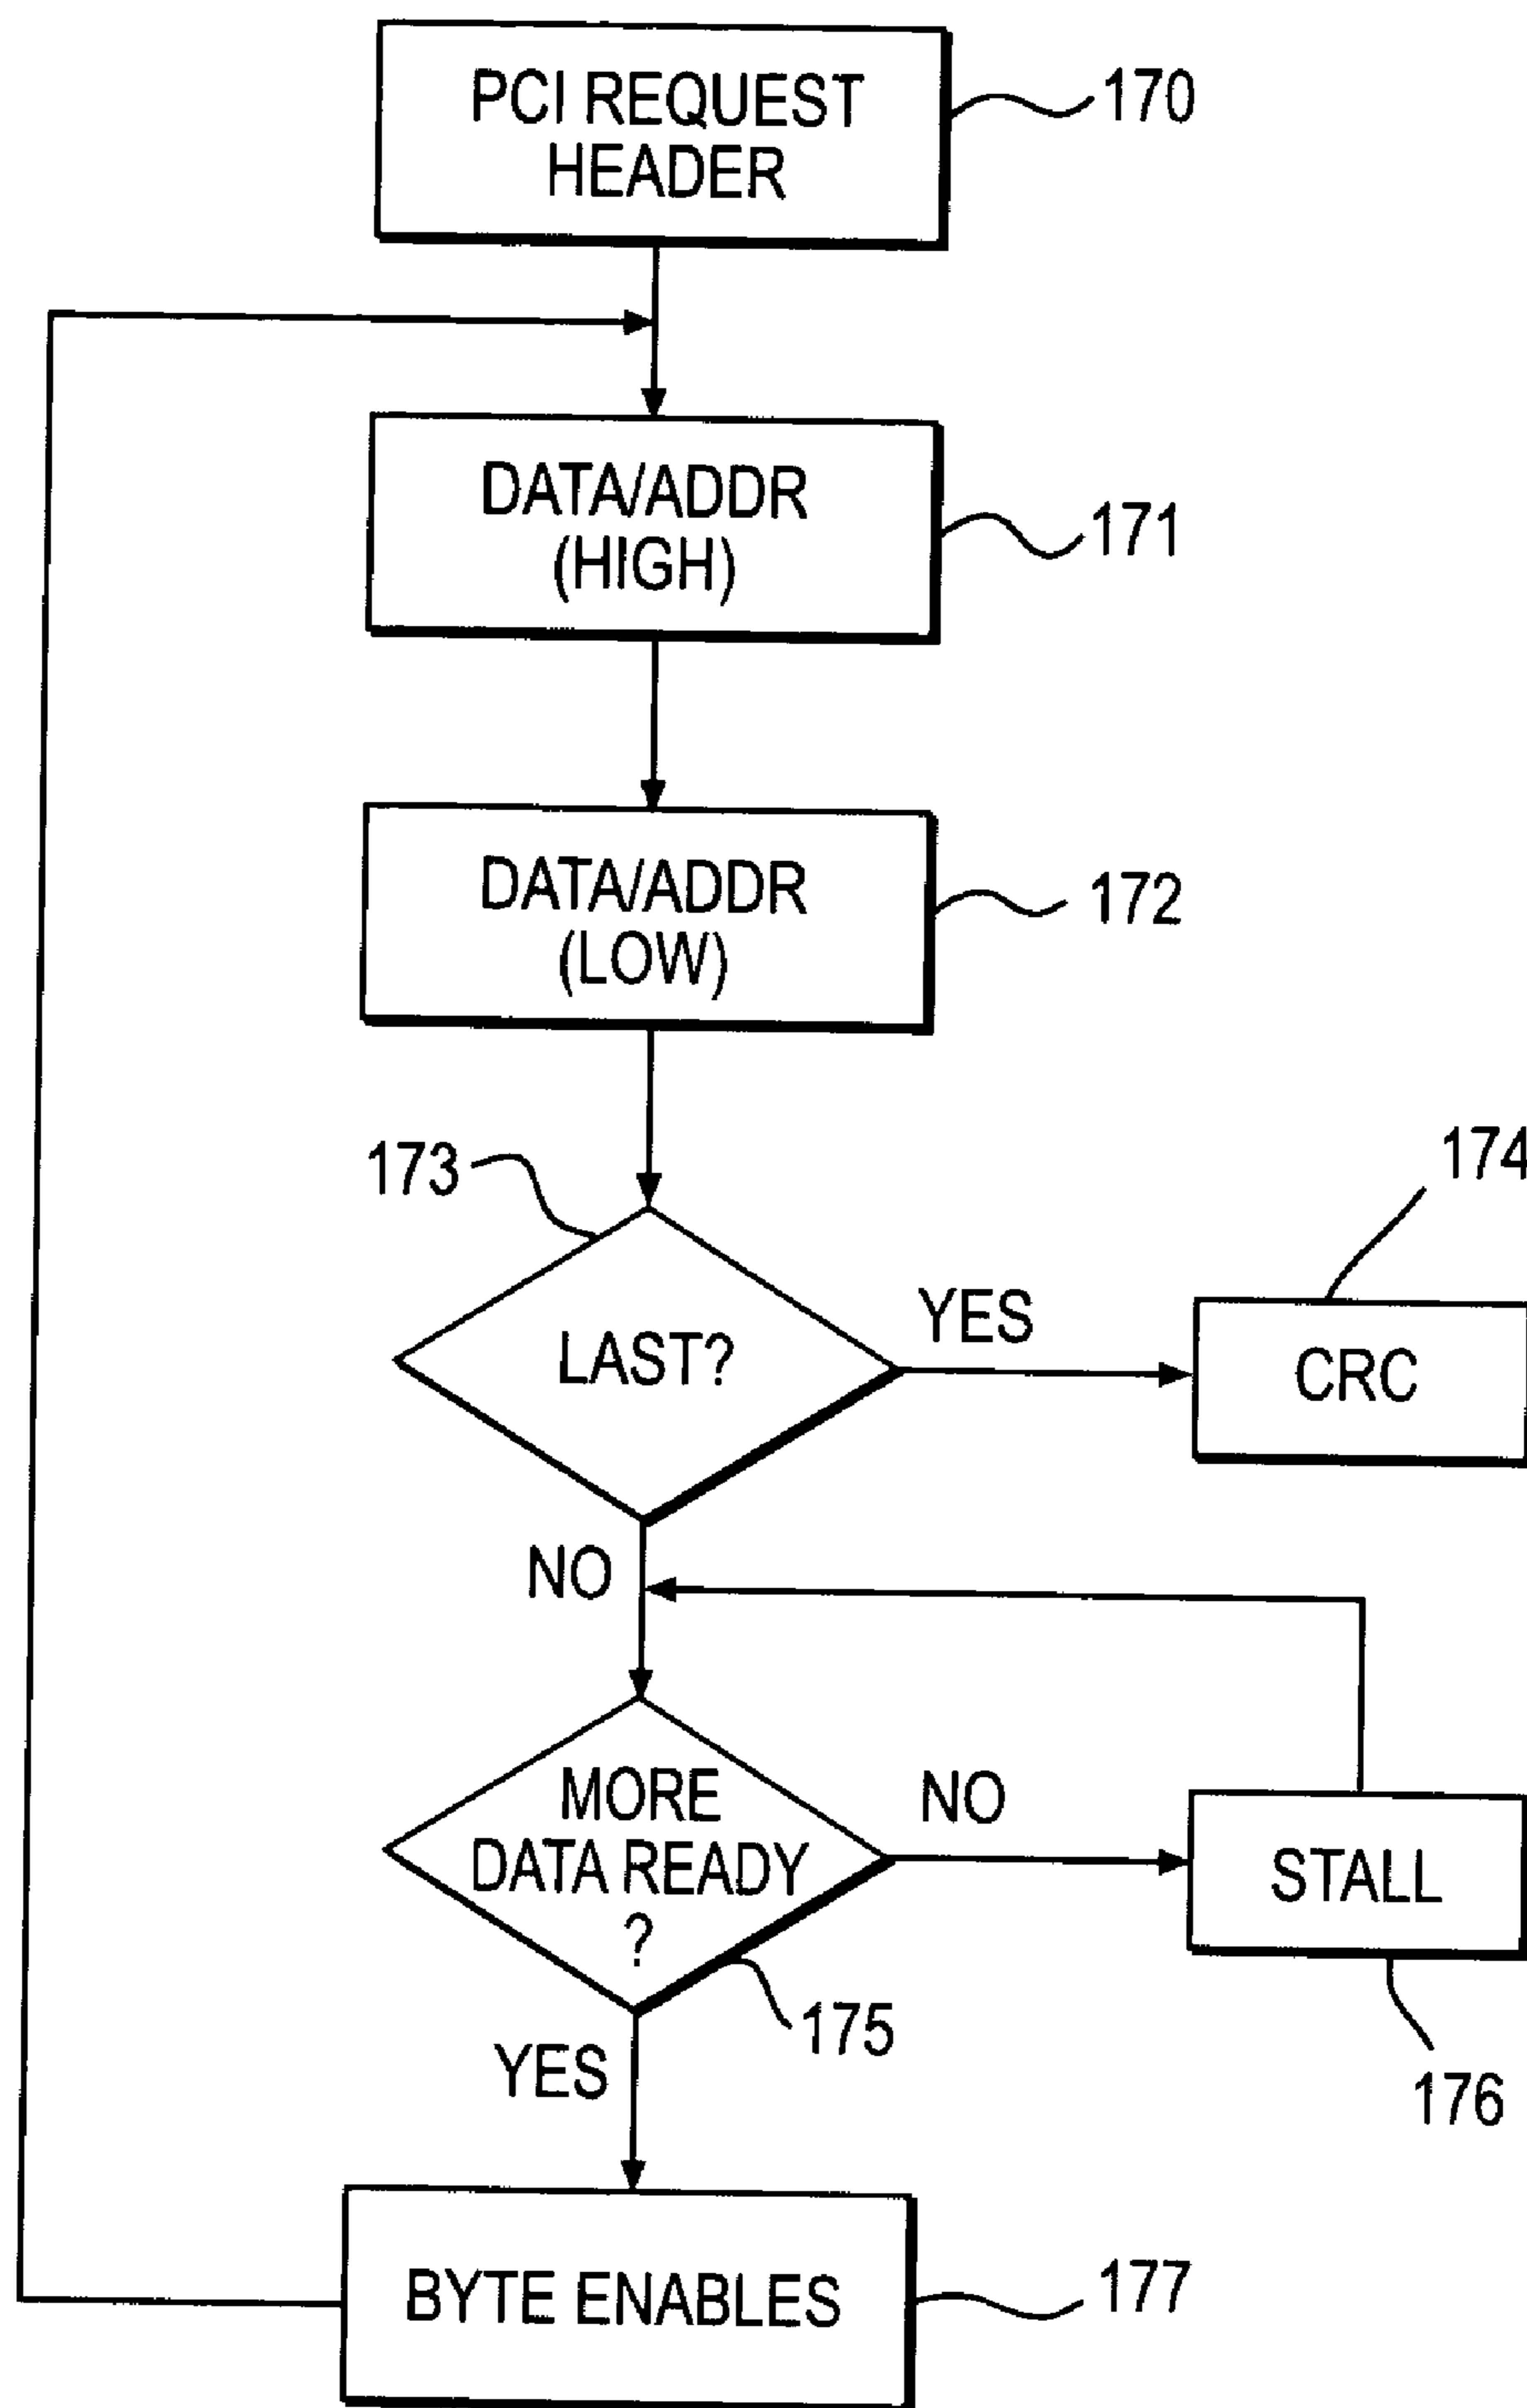 PCI REQUEST
HEADER
170
DATA/ADDR
(HIGH)
171
DATA/ADDR
(LOW)
172
173
174
LAST?
YES
CRC
NO
MORE
DATA READY
?
NO
STALL
175
YES
176
BYTE ENABLES
177